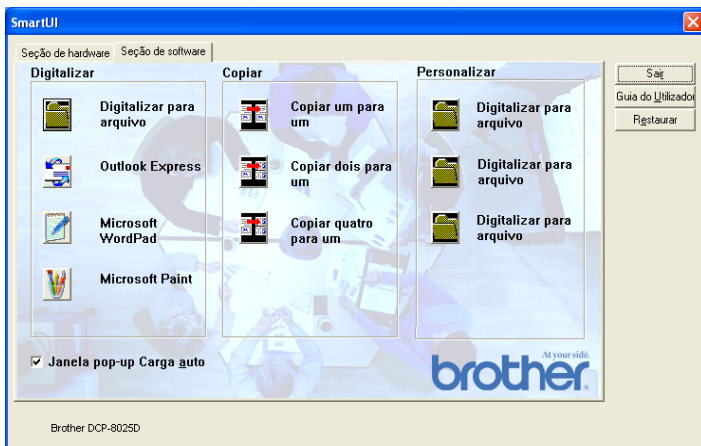 SmartUI
Seção de hardware
Seção de software
Digitalizar
Digitalizar para
arquivo
Outlook Express
Microsoft
WordPad
Microsoft Paint
Copiar
Copiar um para
um
Copiar dois para
um
Copiar quatro
para um
Personalizar
Digitalizar para
arquivo
Digitalizar para
arquivo
Digitalizar para
arquivo
Sair
Guia do Utilizador
Restaurar
Janela pop-up Carga auto
At your side.
brother
Brother DCP-8025D